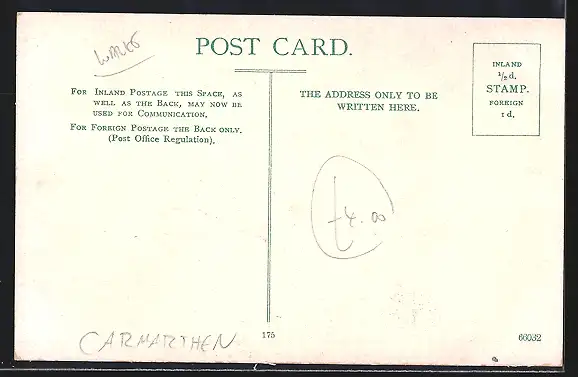 WALES
POST CARD.
FOR INLAND POSTAGE THIS SPACE, AS
WELL AS THE BACK, MAY NOW BE
USED FOR COMMUNICATION.
FOR FOREIGN POSTAGE THE BACK ONLY.
(Post Office Regulation).
THE ADDRESS ONLY TO BE
WRITTEN HERE.
INLAND
½d.
STAMP.
FOREIGN
1d.
£4.00
CARMARTHEN
175
66032